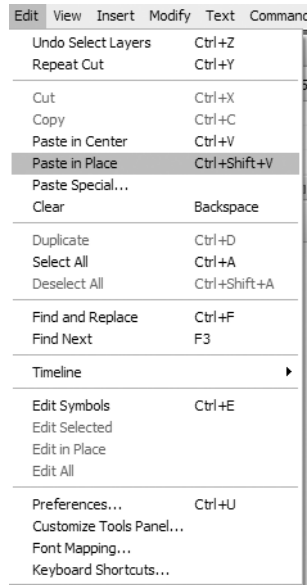 Edit View Insert Modify Text Command
Undo Select Layers Ctrl+Z
Repeat Cut Ctrl+Y
Cut Ctrl+X
Copy Ctrl+C
Paste in Center Ctrl+V
Paste in Place Ctrl+Shift+V
Paste Special...
Clear Backspace
Duplicate Ctrl+D
Select All Ctrl+A
Deselect All Ctrl+Shift+A
Find and Replace Ctrl+F
Find Next F3
Timeline
Edit Symbols Ctrl+E
Edit Selected
Edit in Place
Edit All
Preferences... Ctrl+U
Customize Tools Panel...
Font Mapping...
Keyboard Shortcuts...